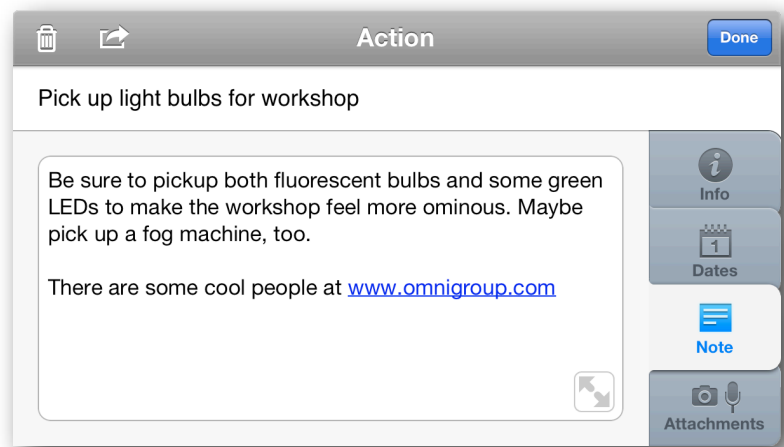 Action
Done
Pick up light bulbs for workshop
Be sure to pickup both fluorescent bulbs and some green
LEDs to make the workshop feel more ominous. Maybe
pick up a fog machine, too.
There are some cool people at www.omnigroup.com
Info
1
Dates
Note
Attachments